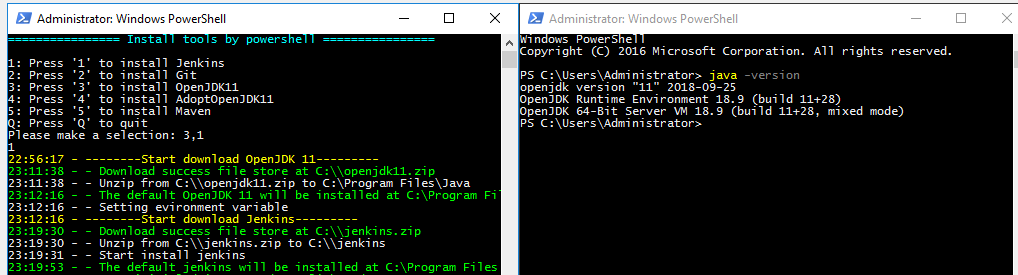 Administrator: Windows PowerShell
================ Install tools by powershell ================
1: Press '1' to install Jenkins
2: Press '2' to install Git
3: Press '3' to install OpenJDK11
4: Press '4' to install AdoptOpenJDK11
5: Press '5' to install Maven
Q: Press 'Q' to quit
Please make a selection: 3,1
1
22:56:17 - --------Start download OpenJDK 11---------
23:11:38 - - Download success file store at C:\\openjdk11.zip
23:11:38 - - Unzip from C:\\openjdk11.zip to C:\Program Files\Java
23:12:16 - - The default OpenJDK 11 will be installed at C:\Program Fi
23:12:16 - - Setting evironment variable
23:12:16 - --------Start download Jenkins---------
23:19:30 - - Download success file store at C:\\jenkins.zip
23:19:30 - - Unzip from C:\\jenkins.zip to C:\\jenkins
23:19:31 - - Start install jenkins
23:19:53 - - The default jenkins will be installed at C:\Program Files
Administrator: Windows PowerShell
Windows PowerShell
Copyright (C) 2016 Microsoft Corporation. All rights reserved.
PS C:\Users\Administrator> java -version
openjdk version "11" 2018-09-25
OpenJDK Runtime Environment 18.9 (build 11+28)
OpenJDK 64-Bit Server VM 18.9 (build 11+28, mixed mode)
PS C:\Users\Administrator>